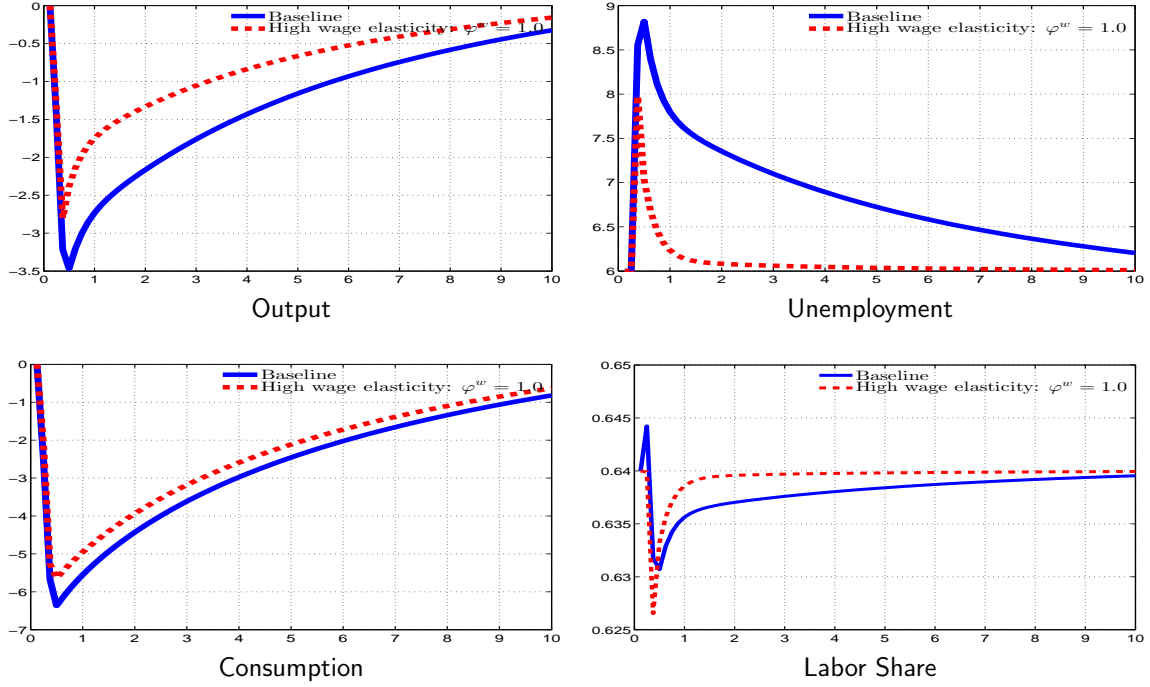 0
−0.5
−1
−1.5
−2
−2.5
−3
−3.5
0 1 2 3 4 5 6 7 8 9 10
Baseline
High wage elasticity: φʷ = 1.0
Output
9
8.5
8
7.5
7
6.5
6
0 1 2 3 4 5 6 7 8 9 10
Baseline
High wage elasticity: φʷ = 1.0
Unemployment
0
−1
−2
−3
−4
−5
−6
−7
0 1 2 3 4 5 6 7 8 9 10
Baseline
High wage elasticity: φʷ = 1.0
Consumption
0.65
0.645
0.64
0.635
0.63
0.625
0 1 2 3 4 5 6 7 8 9 10
Baseline
High wage elasticity: φʷ = 1.0
Labor Share